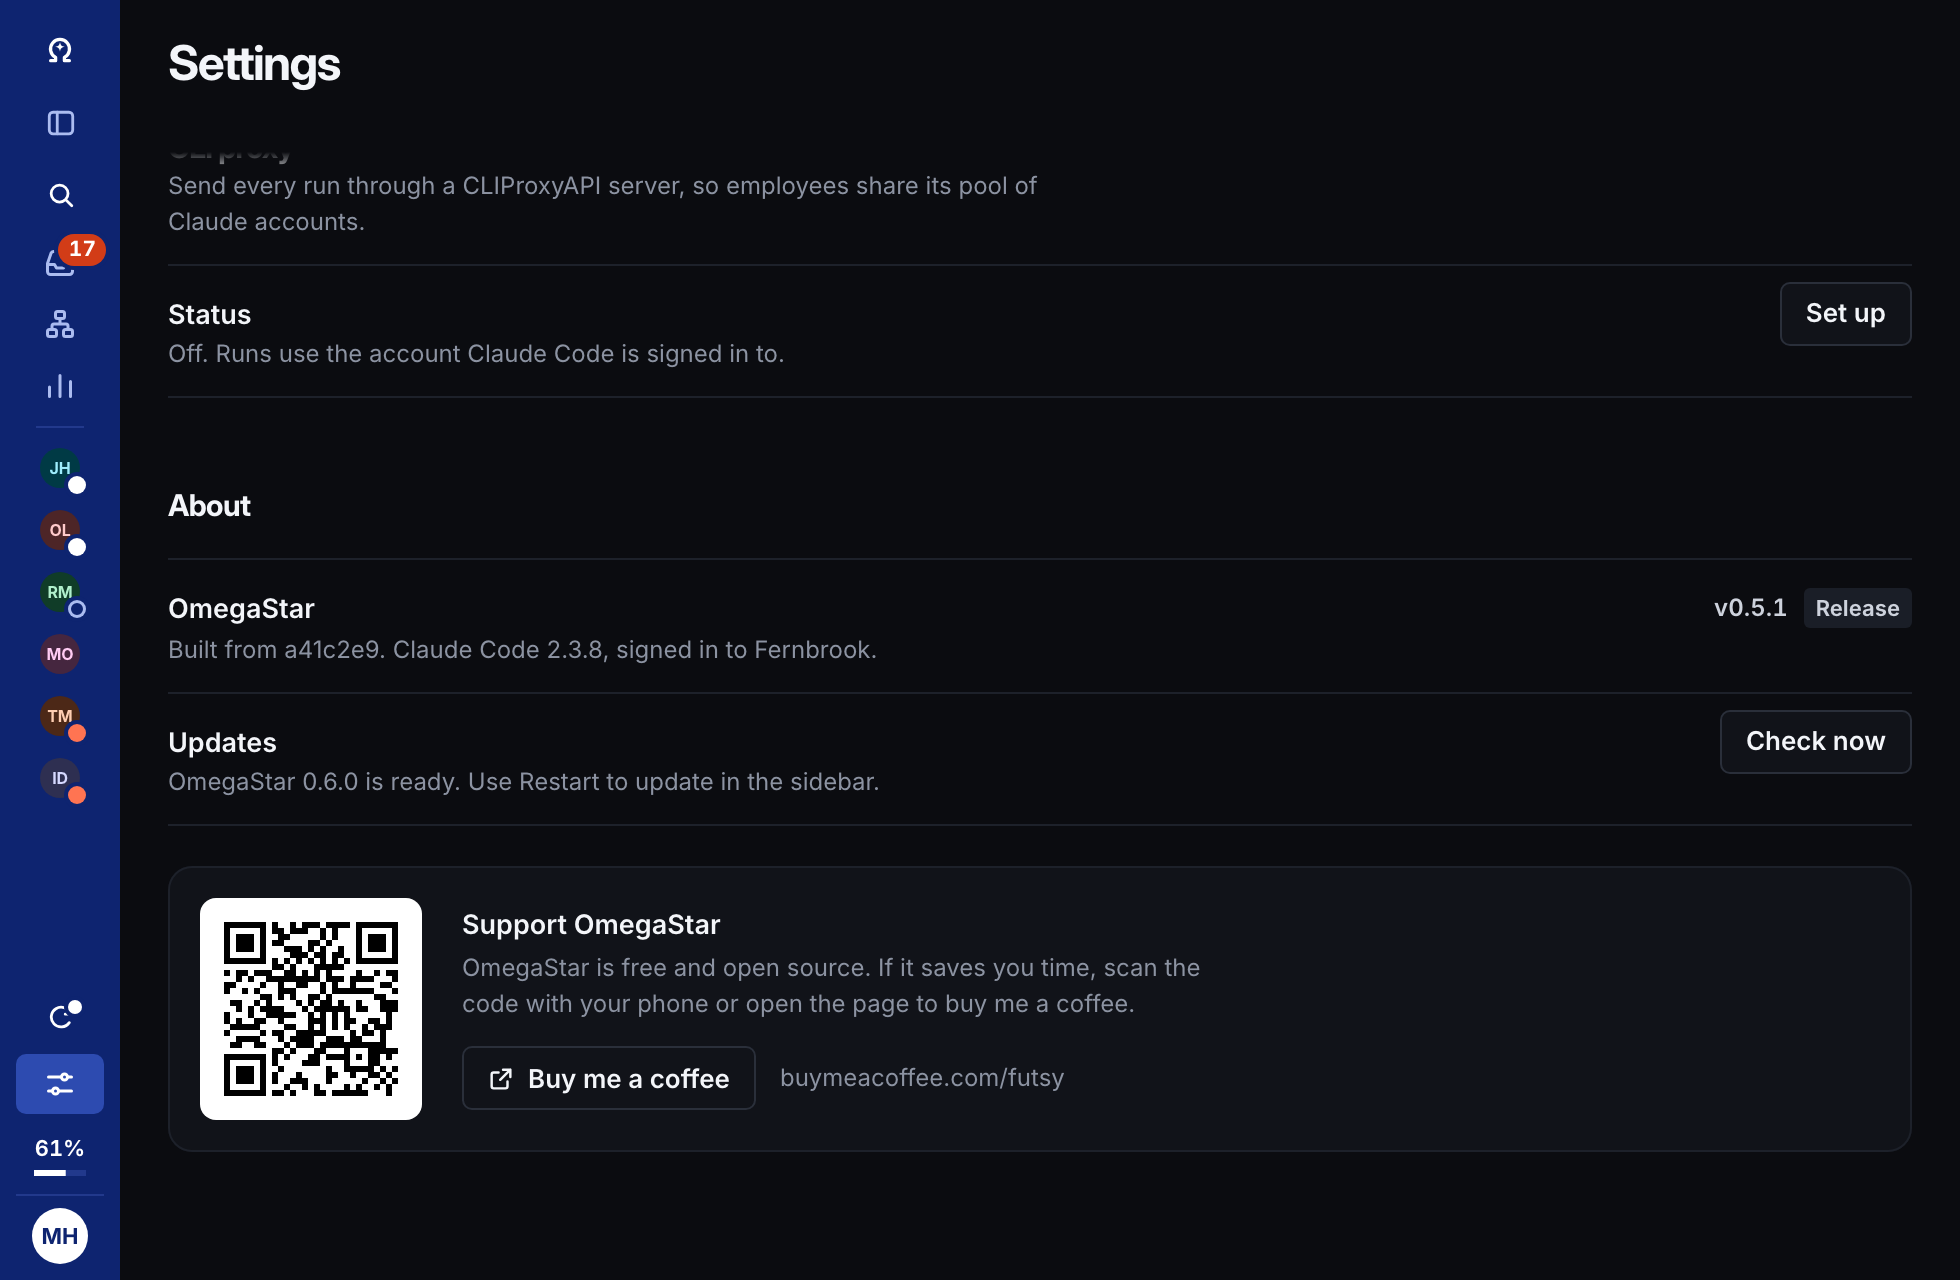 Settings
Send every run through a CLIProxyAPI server, so employees share its pool of
Claude accounts.
17
Status
Set up
Off. Runs use the account Claude Code is signed in to.
JH
About
OL
RM
OmegaStar
v0.5.1
Release
Built from a41c2e9. Claude Code 2.3.8, signed in to Fernbrook.
MO
TM
Updates
Check now
OmegaStar 0.6.0 is ready. Use Restart to update in the sidebar.
ID
Support OmegaStar
OmegaStar is free and open source. If it saves you time, scan the
code with your phone or open the page to buy me a coffee.
Buy me a coffee
buymeacoffee.com/futsy
61%
MH